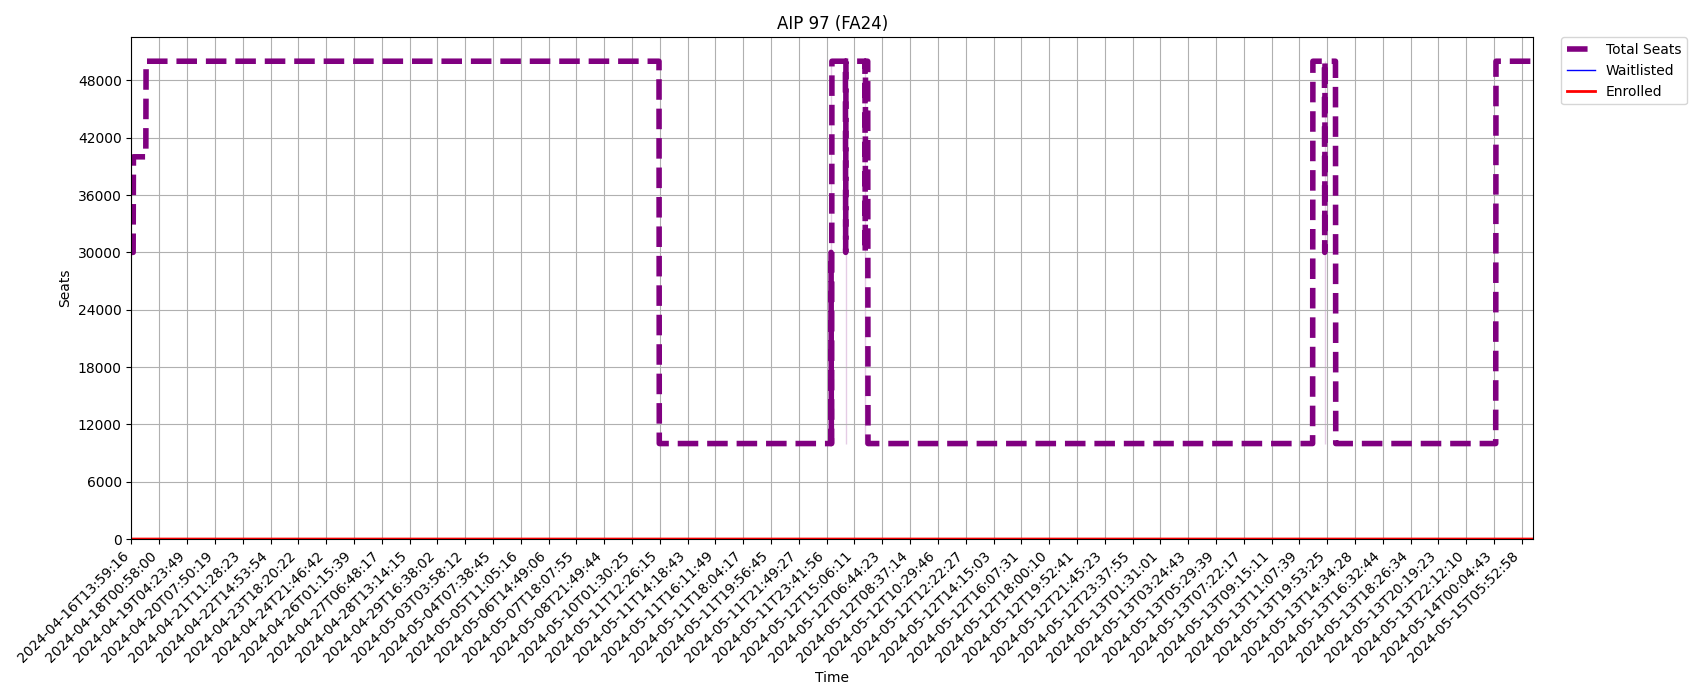 AIP 97 (FA24)
Total Seats
Waitlisted
Enrolled
48000
42000
36000
30000
24000
18000
12000
6000
0
Seats
2024-04-16T13:59:16
2024-04-18T00:58:00
2024-04-19T04:23:49
2024-04-20T07:50:19
2024-04-21T11:28:23
2024-04-22T14:53:54
2024-04-23T18:20:22
2024-04-24T21:46:42
2024-04-26T01:15:39
2024-04-27T06:48:17
2024-04-28T13:14:15
2024-04-29T16:38:02
2024-05-03T03:58:12
2024-05-04T07:38:45
2024-05-05T11:05:16
2024-05-06T14:49:06
2024-05-07T18:07:55
2024-05-08T21:49:44
2024-05-10T01:30:25
2024-05-11T12:26:15
2024-05-11T14:18:43
2024-05-11T16:11:49
2024-05-11T18:04:17
2024-05-11T19:56:45
2024-05-11T21:49:27
2024-05-11T23:41:56
2024-05-12T15:06:11
2024-05-12T06:44:23
2024-05-12T08:37:14
2024-05-12T10:29:46
2024-05-12T12:22:27
2024-05-12T14:15:03
2024-05-12T16:07:31
2024-05-12T18:00:10
2024-05-12T19:52:41
2024-05-12T21:45:23
2024-05-12T23:37:55
2024-05-13T01:31:01
2024-05-13T03:24:43
2024-05-13T05:29:39
2024-05-13T07:22:17
2024-05-13T09:15:11
2024-05-13T11:07:39
2024-05-13T19:53:25
2024-05-13T14:34:28
2024-05-13T16:32:44
2024-05-13T18:26:34
2024-05-13T20:19:23
2024-05-13T22:12:10
2024-05-14T00:04:43
2024-05-15T05:52:58
Time